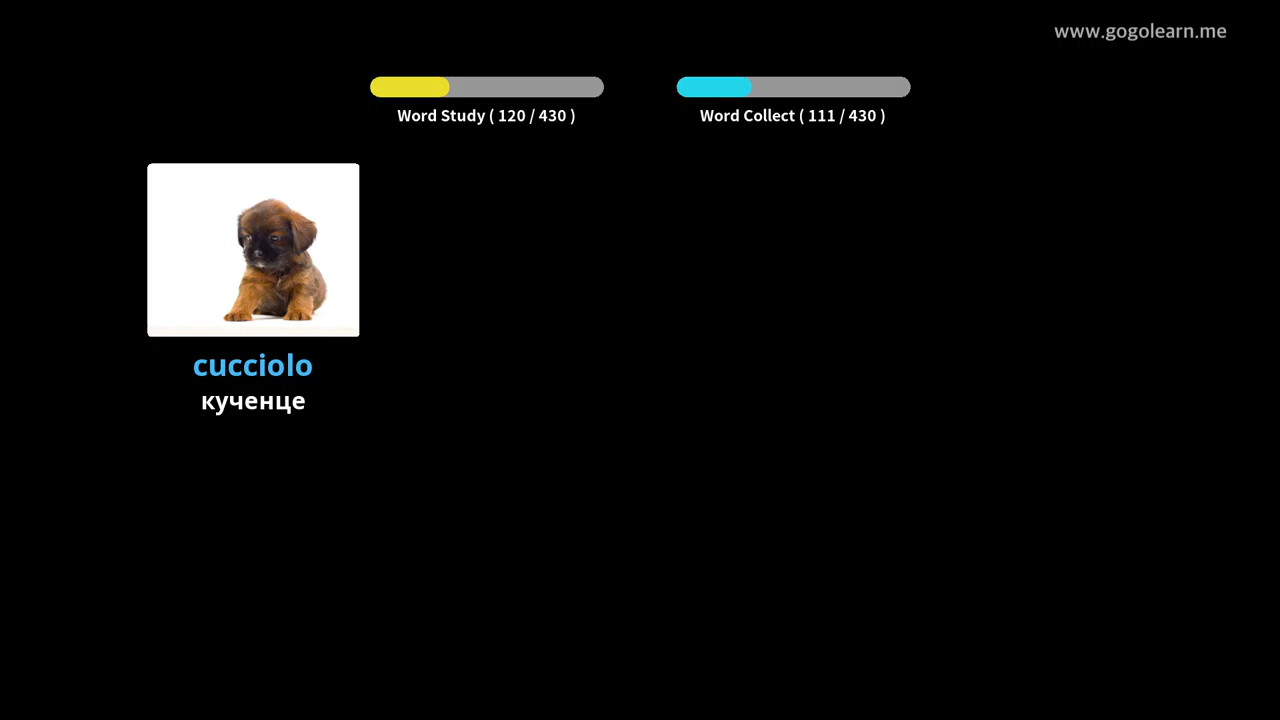 www.gogolearn.me
Word Study ( 120 / 430 )
Word Collect ( 111 / 430 )
cucciolo
кученце